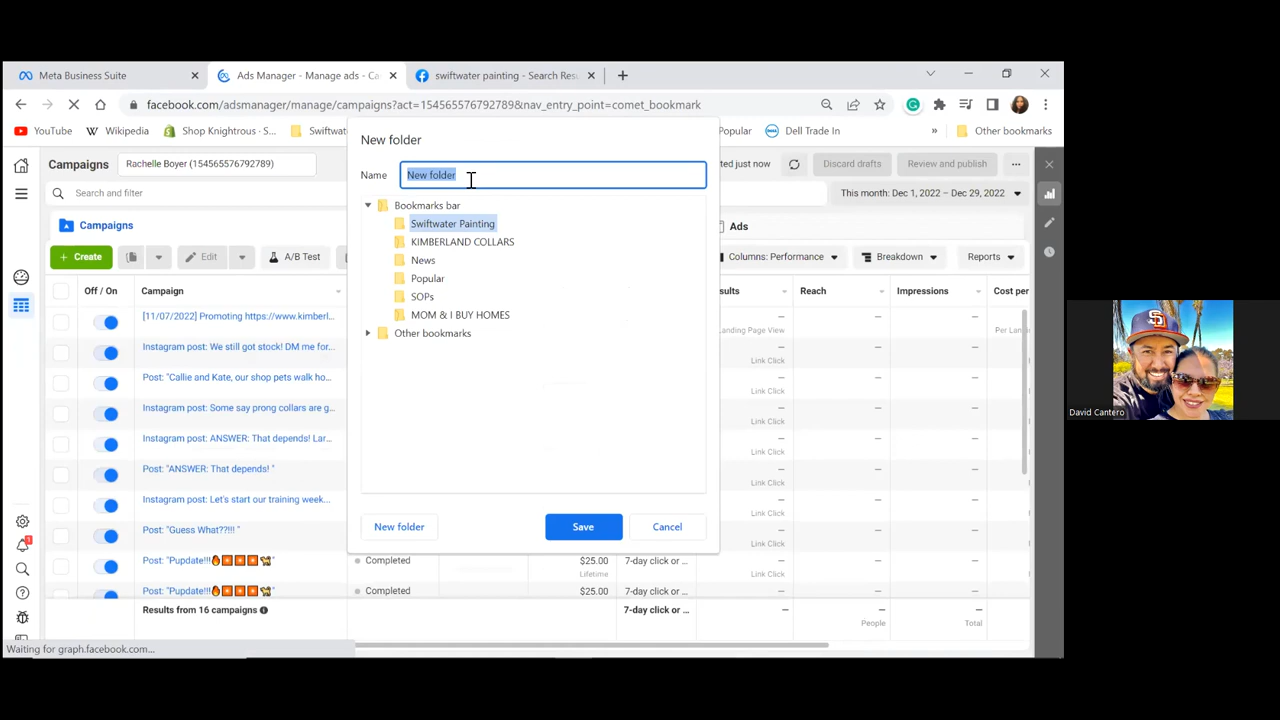 Meta Business Suite
Ads Manager - Manage ads - Ca
swiftwater painting - Search Resu
facebook.com/adsmanager/manage/campaigns?act=154565576792789&nav_entry_point=comet_bookmark
YouTube
Wikipedia
Shop Knightrous - S...
Swiftwat
Popular
Dell Trade In
Other bookmarks
New folder
Name
New folder
Bookmarks bar
Swiftwater Painting
KIMBERLAND COLLARS
News
Popular
SOPs
MOM & I BUY HOMES
Other bookmarks
New folder
Save
Cancel
Campaigns
Rachelle Boyer (154565576792789)
ted just now
Discard drafts
Review and publish
Search and filter
This month: Dec 1, 2022 – Dec 29, 2022
Campaigns
Ads
Create
Edit
A/B Test
Columns: Performance
Breakdown
Reports
Off / On
Campaign
sults
Reach
Impressions
Cost per
[11/07/2022] Promoting https://www.kimberl...
anding Page View
Per Lan
Instagram post: We still got stock! DM me for...
Link Click
Post: "Callie and Kate, our shop pets walk ho...
Link Click
Instagram post: Some say prong collars are g...
Link Click
Instagram post: ANSWER: That depends! Lar...
Link Click
Post: "ANSWER: That depends! "
Link Click
Instagram post: Let's start our training week...
Link Click
Post: "Guess What??!!! "
Link Click
Post: "Pupdate!!!
Completed
$25.00
Lifetime
7-day click or ...
Link Click
Post: "Pupdate!!!
Completed
$25.00
7-day click or ...
Results from 16 campaigns
7-day click or ...
People
Total
Waiting for graph.facebook.com...
David Cantero